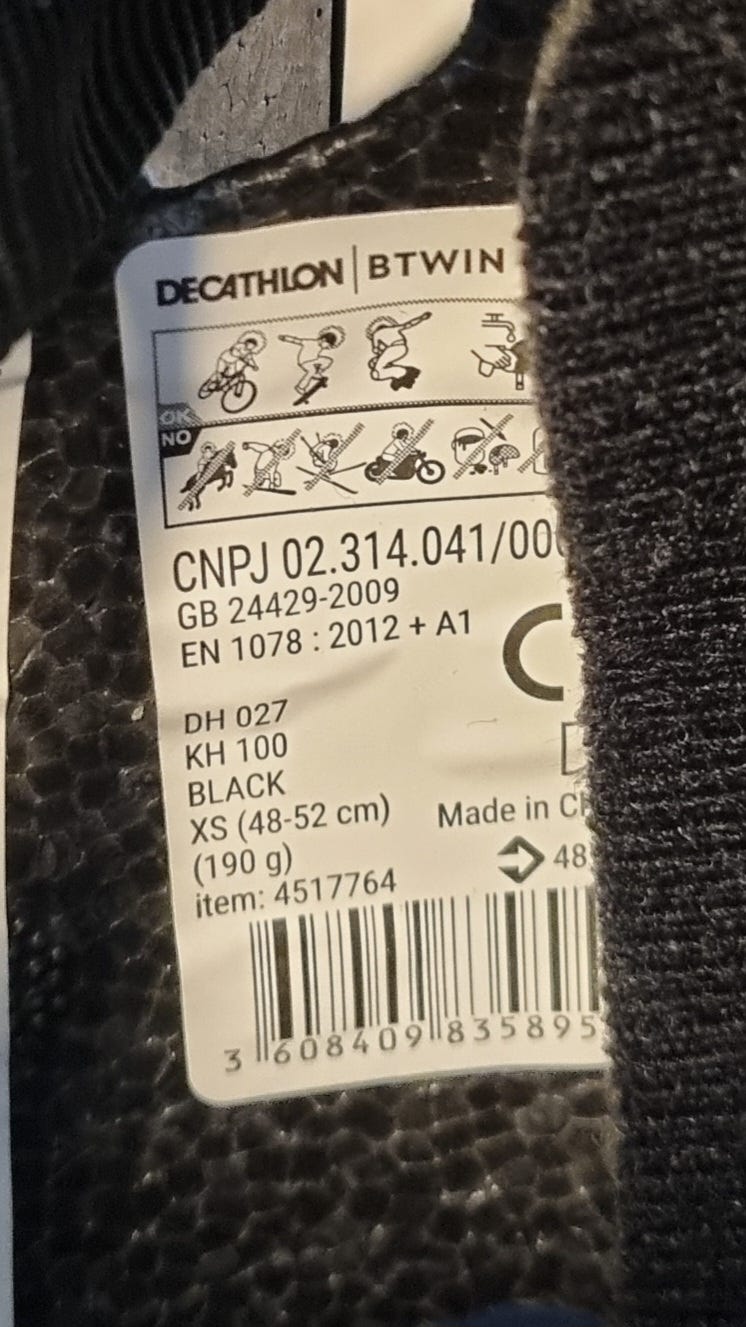 DECATHLON | BTWIN
OK
NO
CNPJ 02.314.041/00
GB 24429-2009
EN 1078 : 2012 + A1
DH 027
KH 100
BLACK
XS (48-52 cm)
Made in
(190 g)
48
item: 4517764
3 608409 835895